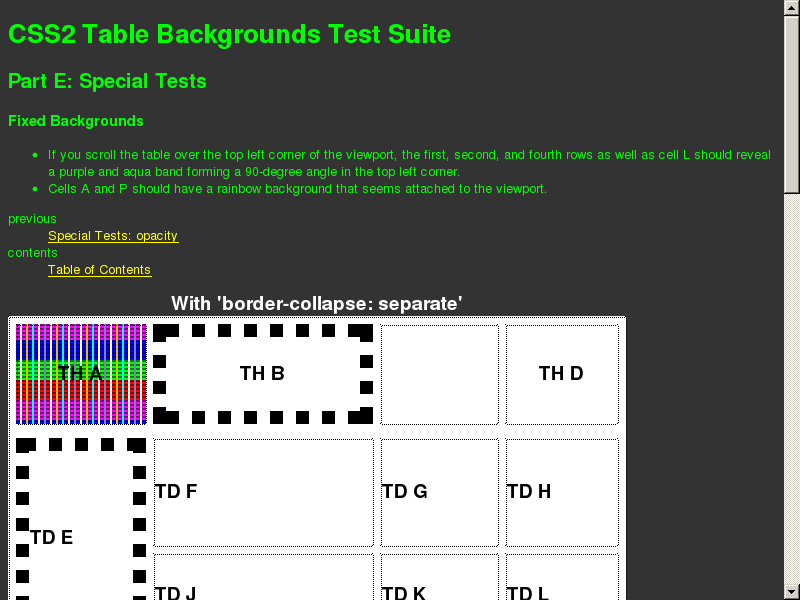 CSS2 Table Backgrounds Test Suite
Part E: Special Tests
Fixed Backgrounds
If you scroll the table over the top left corner of the viewport, the first, second, and fourth rows as well as cell L should reveal
a purple and aqua band forming a 90-degree angle in the top left corner.
Cells A and P should have a rainbow background that seems attached to the viewport.
previous
Special Tests: opacity
contents
Table of Contents
With 'border-collapse: separate'
TH A
TH B
TH D
TD E
TD F
TD G
TD H
TD J
TD K
TD L